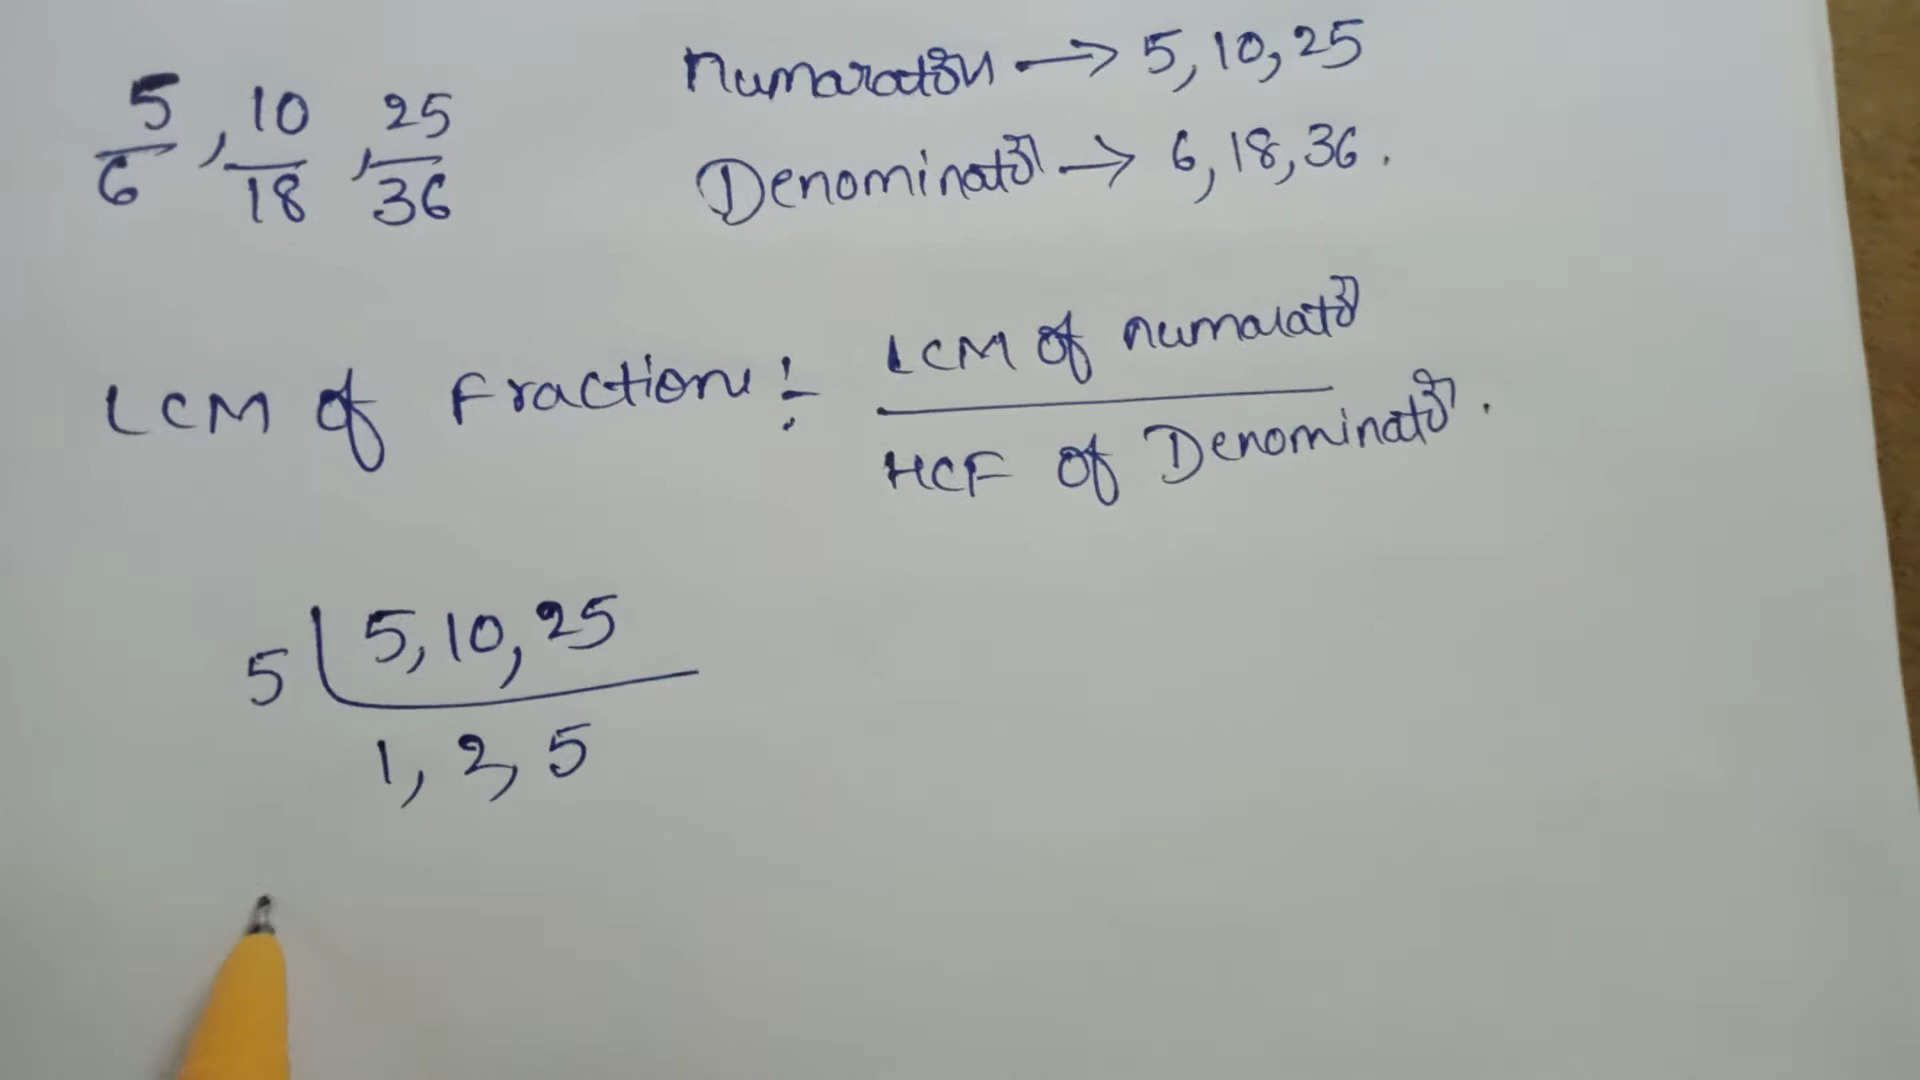 5/6, 10/18, 25/36
Numarator → 5, 10, 25
Denominator → 6, 18, 36.
LCM of Fractions :- LCM of numarator / HCF of Denominator.
5 | 5, 10, 25
1, 2, 5